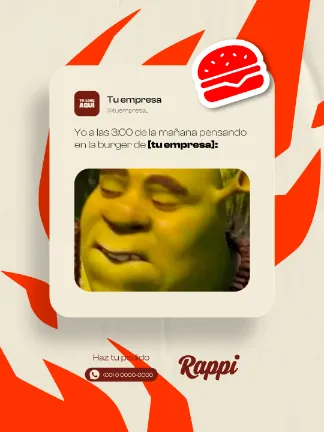 TU LOGO
AQUÍ
Tu empresa
@tuempresa_
Yo a las 3:00 de la mañana pensando
en la burger de [tu empresa]:
Haz tu pedido
(00) 0 0000-0000
Rappi